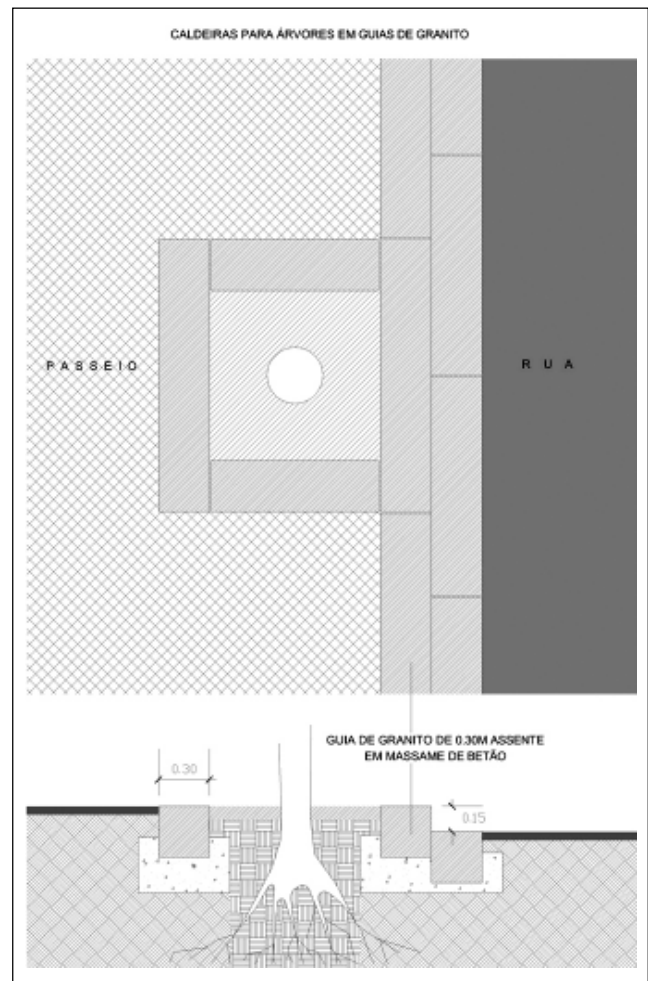 CALDEIRAS PARA ÁRVORES EM GUIAS DE GRANITO
PASSEIO
RUA
GUIA DE GRANITO DE 0.30M ASSENTE
EM MASSAME DE BETÃO
0.30
0.15